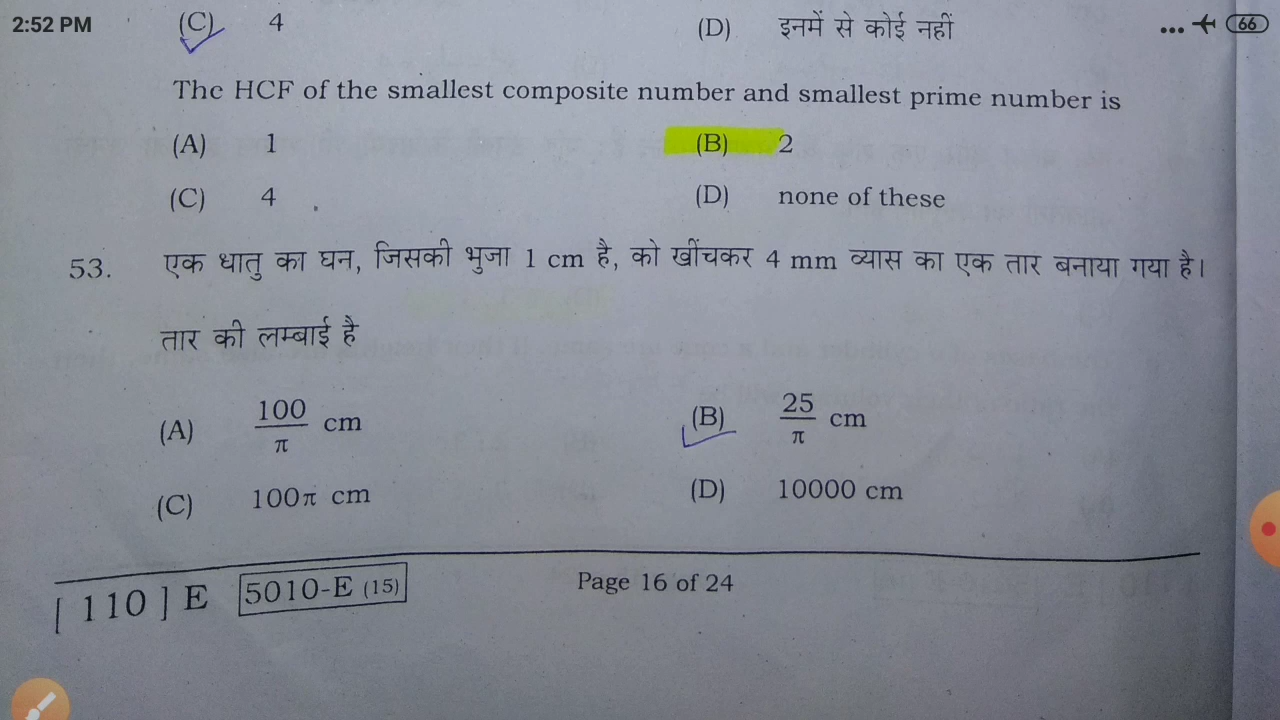 2:52 PM
66
(C) 4 (D) इनमें से कोई नहीं
The HCF of the smallest composite number and smallest prime number is
(A) 1 (B) 2
(C) 4 (D) none of these
53. एक धातु का घन, जिसकी भुजा 1 cm है, को खींचकर 4 mm व्यास का एक तार बनाया गया है।
तार की लम्बाई है
(A) 100/π cm (B) 25/π cm
(C) 100π cm (D) 10000 cm
[ 110 ] E 5010-E (15) Page 16 of 24